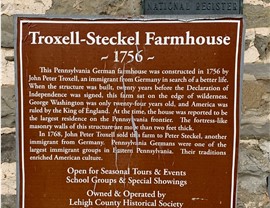 NATIONAL REGISTER
Troxell-Steckel Farmhouse
~ 1756 ~
This Pennsylvania German farmhouse was constructed in 1756 by
John Peter Troxell, an immigrant from Germany in search of a better life.
When the structure was built, twenty years before the Declaration of
Independence was signed, this farm sat on the edge of wilderness.
George Washington was only twenty-four years old, and America was
ruled by the King of England. At the time, the house was reported to be
the largest residence on the Pennsylvania frontier. The fortress-like
masonry walls of this structure are more than two feet thick.
In 1768, John Peter Troxell sold this farm to Peter Steckel, another
immigrant from Germany. Pennsylvania Germans were one of the
largest immigrant groups in Eastern Pennsylvania. Their traditions
enriched American culture.
Open for Seasonal Tours & Events
School Groups & Special Showings
Owned & Operated by
Lehigh County Historical Society